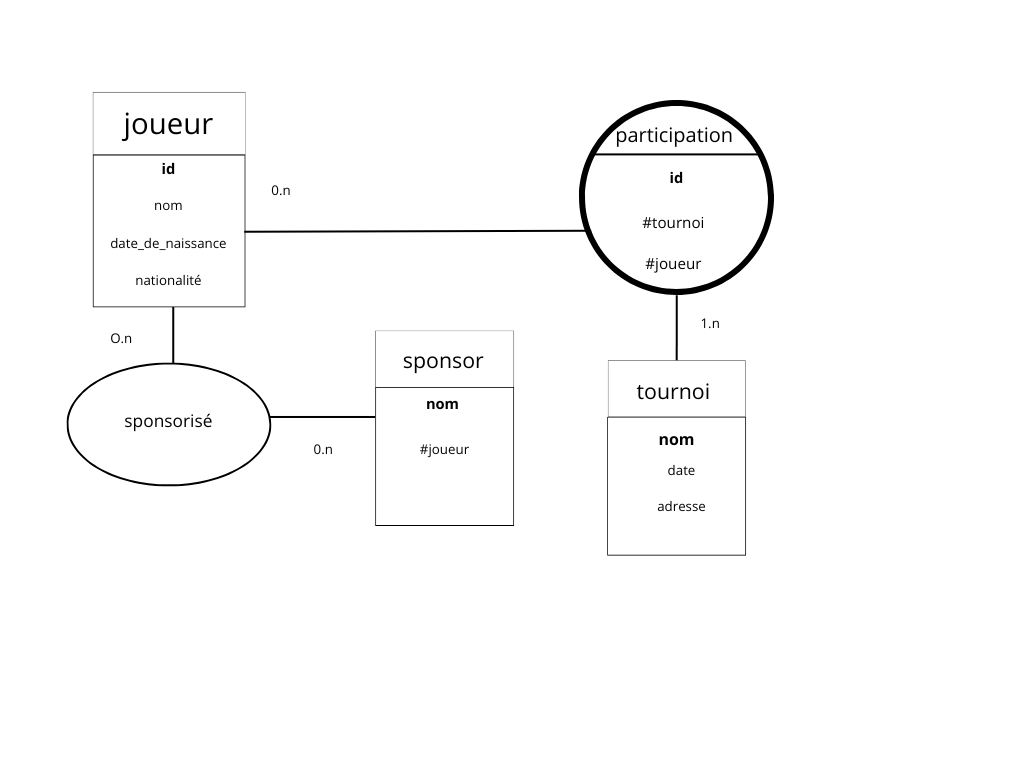 joueur
id
nom
date_de_naissance
nationalité
0.n
participation
id
#tournoi
#joueur
O.n
1.n
sponsorisé
0.n
sponsor
nom
#joueur
tournoi
nom
date
adresse